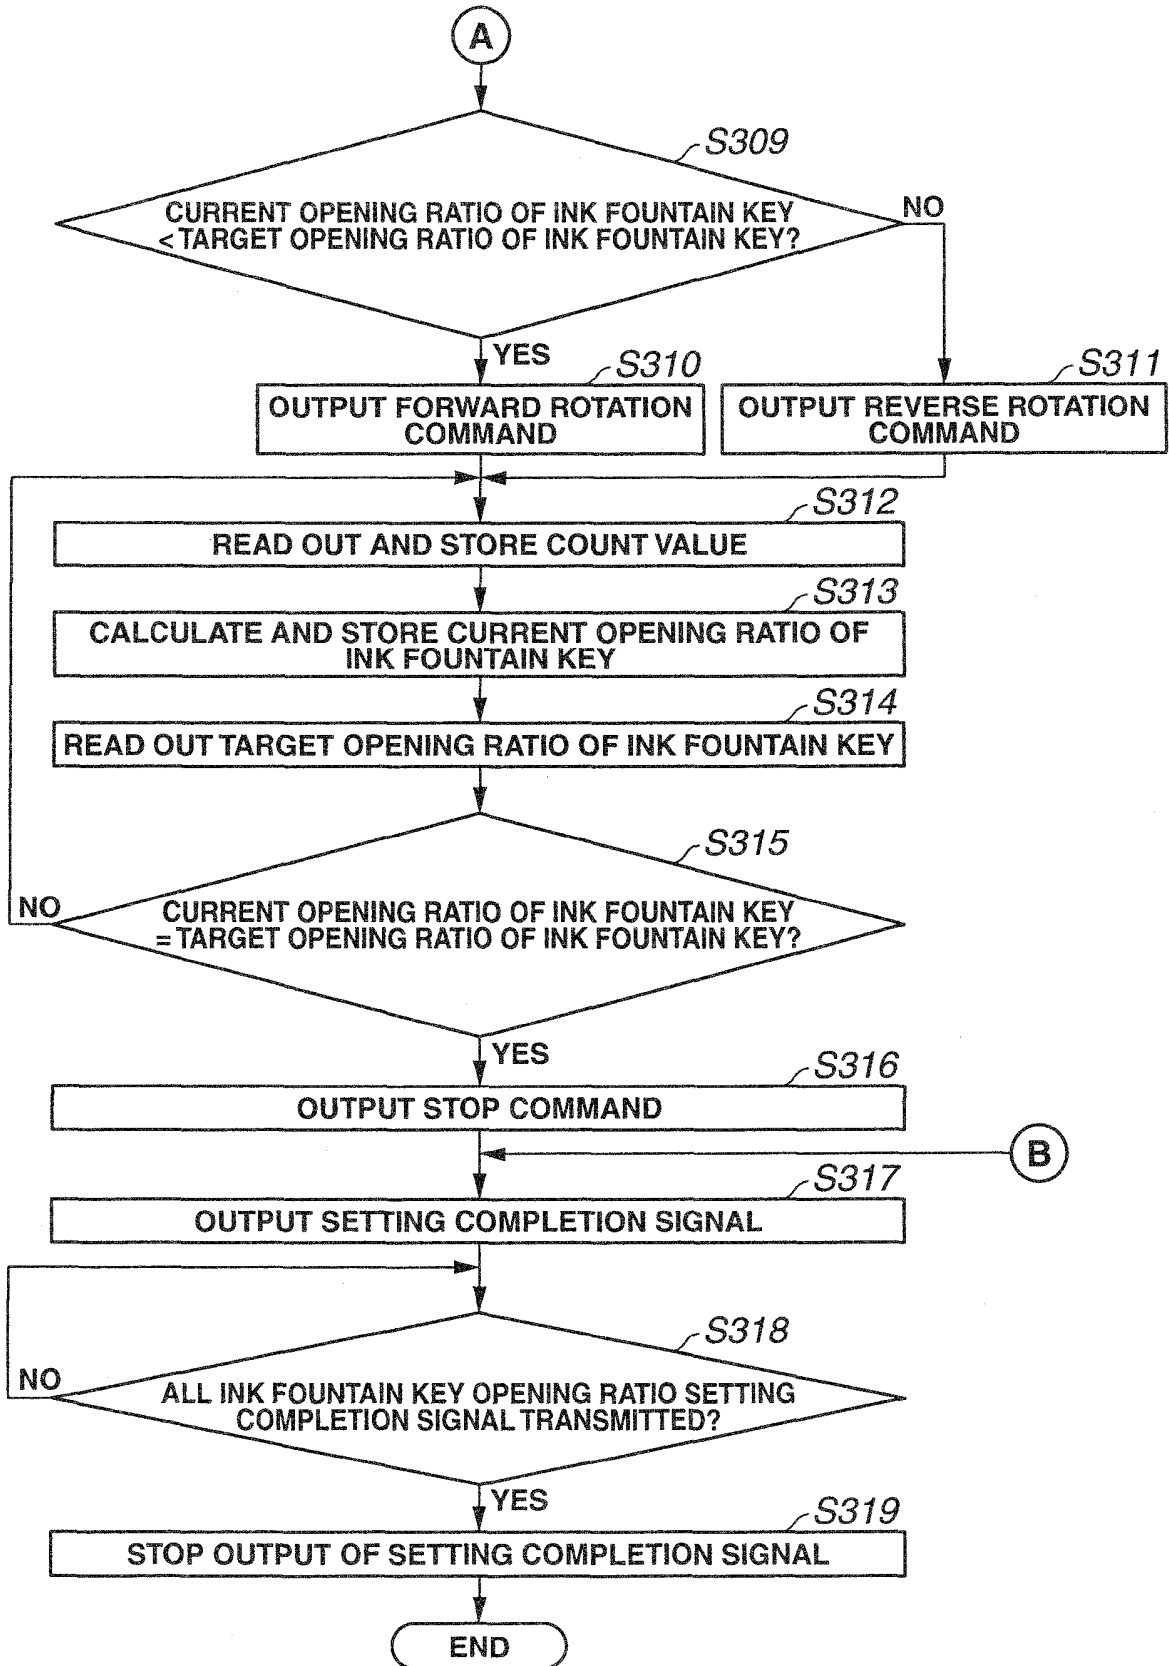 A
S309
CURRENT OPENING RATIO OF INK FOUNTAIN KEY
< TARGET OPENING RATIO OF INK FOUNTAIN KEY?
NO
YES
S310
S311
OUTPUT FORWARD ROTATION
COMMAND
OUTPUT REVERSE ROTATION
COMMAND
S312
READ OUT AND STORE COUNT VALUE
S313
CALCULATE AND STORE CURRENT OPENING RATIO OF
INK FOUNTAIN KEY
S314
READ OUT TARGET OPENING RATIO OF INK FOUNTAIN KEY
S315
NO
CURRENT OPENING RATIO OF INK FOUNTAIN KEY
= TARGET OPENING RATIO OF INK FOUNTAIN KEY?
YES
S316
OUTPUT STOP COMMAND
B
S317
OUTPUT SETTING COMPLETION SIGNAL
S318
NO
ALL INK FOUNTAIN KEY OPENING RATIO SETTING
COMPLETION SIGNAL TRANSMITTED?
YES
S319
STOP OUTPUT OF SETTING COMPLETION SIGNAL
END